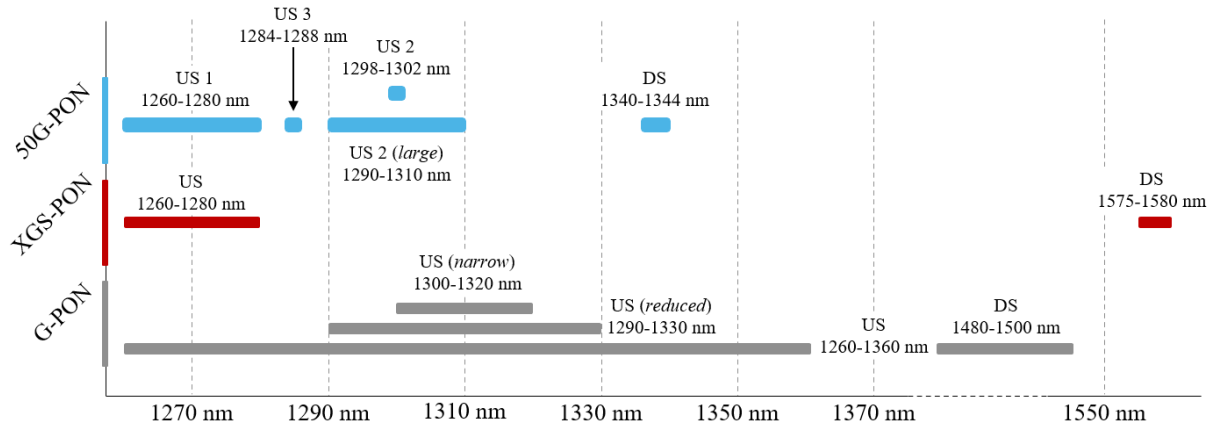 US 3
1284-1288 nm
US 2
1298-1302 nm
US 1
1260-1280 nm
DS
1340-1344 nm
50G-PON
US 2 (large)
1290-1310 nm
XGS-PON
US
1260-1280 nm
DS
1575-1580 nm
G-PON
US (narrow)
1300-1320 nm
US (reduced)
1290-1330 nm
US
1260-1360 nm
DS
1480-1500 nm
1270 nm
1290 nm
1310 nm
1330 nm
1350 nm
1370 nm
1550 nm